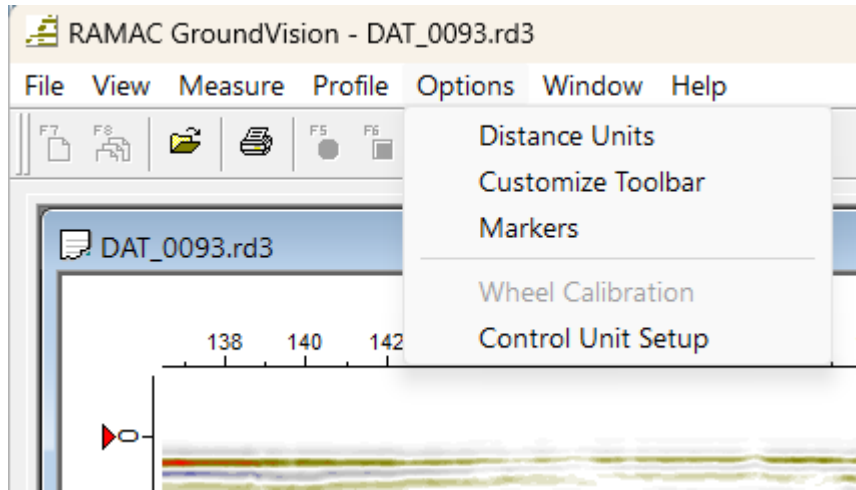 RAMAC GroundVision - DAT_0093.rd3
File View Measure Profile Options Window Help
F7 F8 F5 F6
Distance Units
Customize Toolbar
Markers
Wheel Calibration
Control Unit Setup
DAT_0093.rd3
138 140 142
0